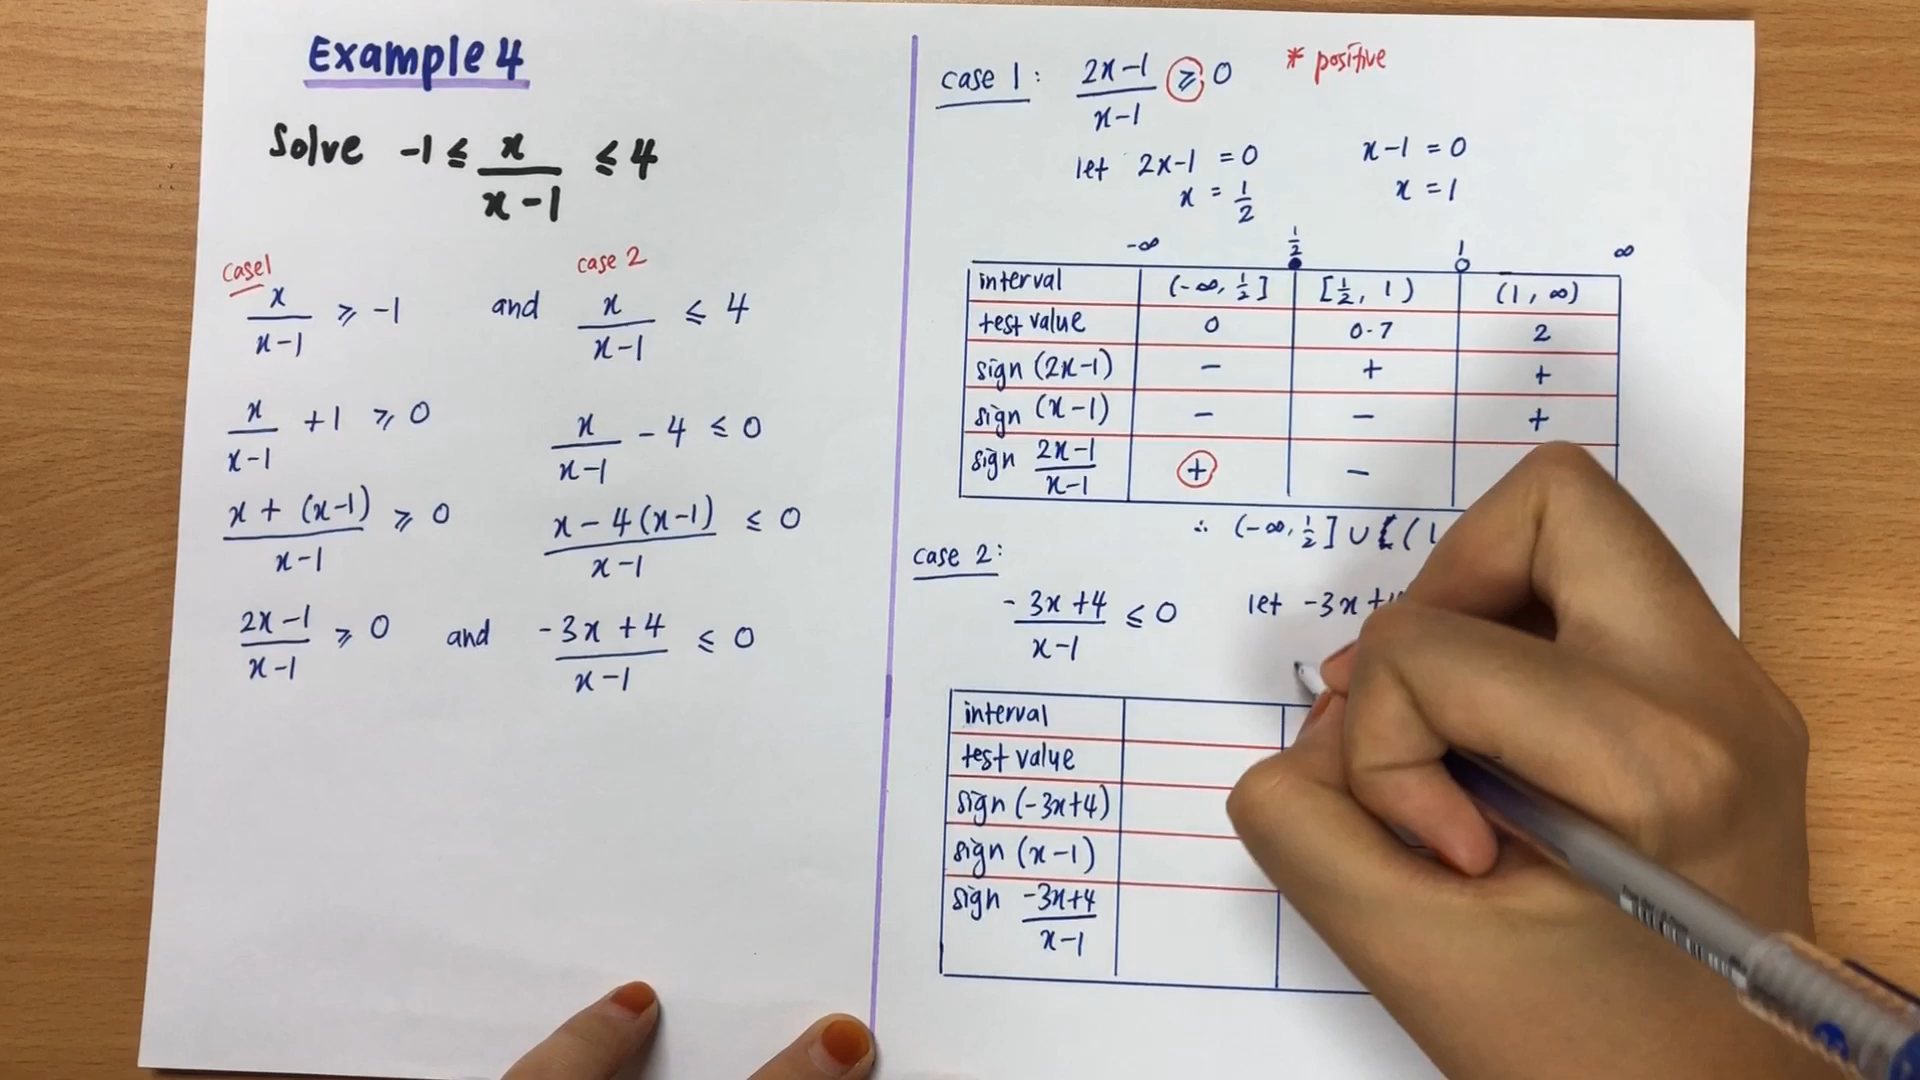 Example 4
Solve -1 ≤ x/(x-1) ≤ 4
case 1
case 2
x/(x-1) ≥ -1 and x/(x-1) ≤ 4
x/(x-1) +1 ≥ 0
x/(x-1) - 4 ≤ 0
(x + (x-1))/(x-1) ≥ 0
(x - 4(x-1))/(x-1) ≤ 0
(2x-1)/(x-1) ≥ 0 and (-3x+4)/(x-1) ≤ 0
case 1: (2x-1)/(x-1) ≥ 0 * positive
let 2x-1 = 0 x-1 = 0
x = 1/2 x = 1
-∞ 1/2 1 ∞
interval (-∞, 1/2] [1/2, 1) (1, ∞)
test value 0 0.7 2
sign (2x-1) - + +
sign (x-1) - - +
sign (2x-1)/(x-1) + -
∴ (-∞, 1/2] ∪ (1
case 2:
(-3x+4)/(x-1) ≤ 0 let -3x+
interval
test value
sign (-3x+4)
sign (x-1)
sign (-3x+4)/(x-1)